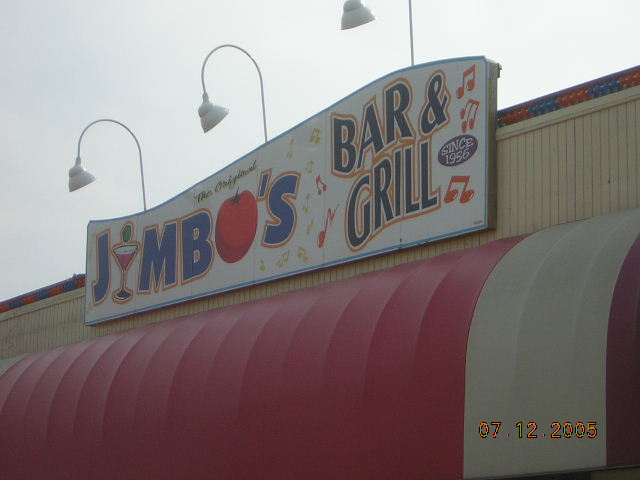 The Original
JIMBO'S
BAR &
GRILL
SINCE
1956
07.12.2005